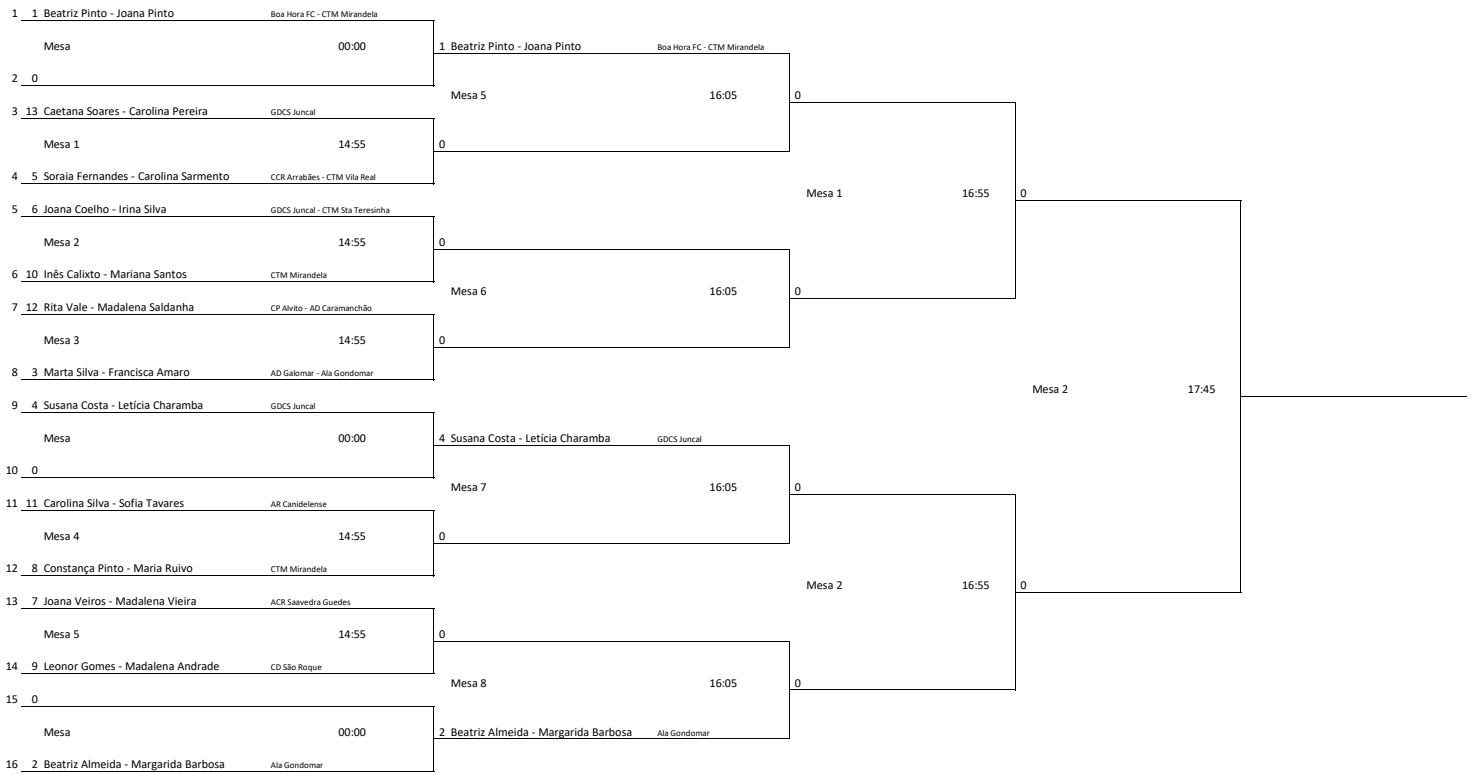 1 1 Beatriz Pinto - Joana Pinto Boa Hora FC - CTM Mirandela
Mesa 00:00 1 Beatriz Pinto - Joana Pinto Boa Hora FC - CTM Mirandela
2 0
Mesa 5 16:05 0
3 13 Caetana Soares - Carolina Pereira GDCS Juncal
Mesa 1 14:55 0
4 5 Soraia Fernandes - Carolina Sarmento CCR Arrabães - CTM Vila Real
Mesa 1 16:55 0
5 6 Joana Coelho - Irina Silva GDCS Juncal - CTM Sta Teresinha
Mesa 2 14:55 0
6 10 Inês Calixto - Mariana Santos CTM Mirandela
Mesa 6 16:05 0
7 12 Rita Vale - Madalena Saldanha CP Alvito - AD Caramanchão
Mesa 3 14:55 0
8 3 Marta Silva - Francisca Amaro AD Galomar - Ala Gondomar
Mesa 2 17:45
9 4 Susana Costa - Letícia Charamba GDCS Juncal
Mesa 00:00 4 Susana Costa - Letícia Charamba GDCS Juncal
10 0
Mesa 7 16:05 0
11 11 Carolina Silva - Sofia Tavares AR Canidelense
Mesa 4 14:55 0
12 8 Constança Pinto - Maria Ruivo CTM Mirandela
Mesa 2 16:55 0
13 7 Joana Veiros - Madalena Vieira ACR Saavedra Guedes
Mesa 5 14:55 0
14 9 Leonor Gomes - Madalena Andrade CD São Roque
Mesa 8 16:05 0
15 0
Mesa 00:00 2 Beatriz Almeida - Margarida Barbosa Ala Gondomar
16 2 Beatriz Almeida - Margarida Barbosa Ala Gondomar